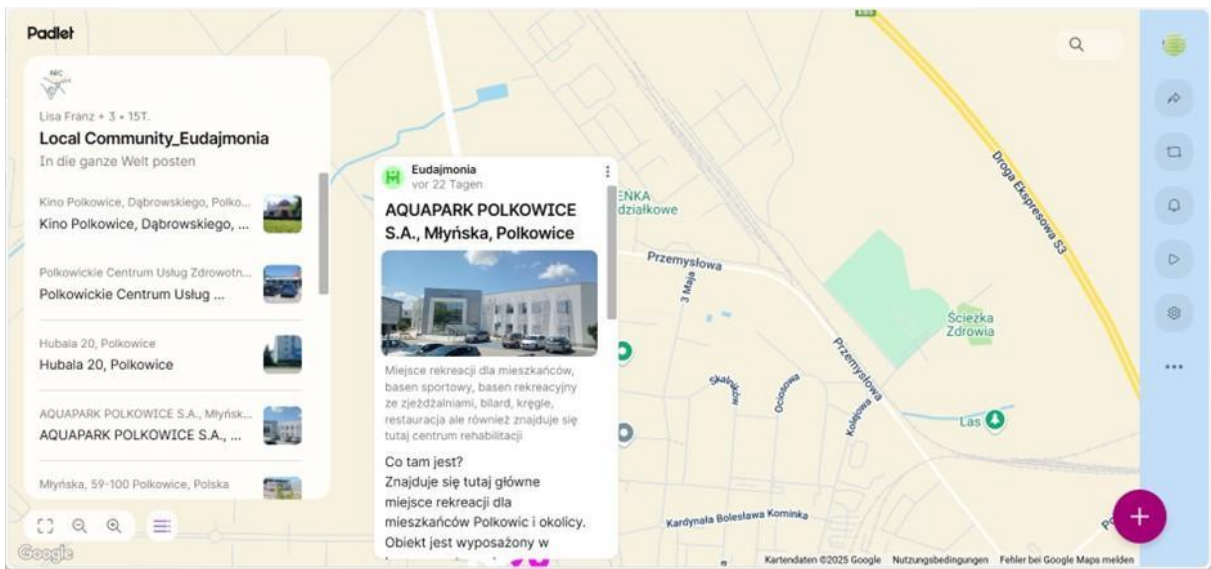 Padlet
Lisa Franz + 3 • 15T.
Local Community_Eudajmonia
In die ganze Welt posten
Kino Polkowice, Dąbrowskiego, Polko...
Kino Polkowice, Dąbrowskiego, ...
Polkowickie Centrum Usług Zdrowotn...
Polkowickie Centrum Usług ...
Hubala 20, Polkowice
Hubala 20, Polkowice
AQUAPARK POLKOWICE S.A., Młyńsk...
AQUAPARK POLKOWICE S.A., ...
Młyńska, 59-100 Polkowice, Polska
Google
Eudajmonia
vor 22 Tagen
AQUAPARK POLKOWICE
S.A., Młyńska, Polkowice
Miejsce rekreacji dla mieszkańców,
basen sportowy, basen rekreacyjny
ze zjeżdżalniami, bilard, kręgle,
restauracja ale również znajduje się
tutaj centrum rehabilitacji
Co tam jest?
Znajduje się tutaj główne
miejsce rekreacji dla
mieszkańców Polkowic i okolicy.
Obiekt jest wyposażony w
ENKA
działkowe
Przemysłowa
3 Maja
Droga Ekspresowa S3
Ścieżka
Zdrowia
Przemysłowa
Skalników
Ociosowa
Kolejowa
Las
Kardynała Bolesława Kominka
Kartendaten ©2025 Google
Nutzungsbedingungen
Fehler bei Google Maps melden